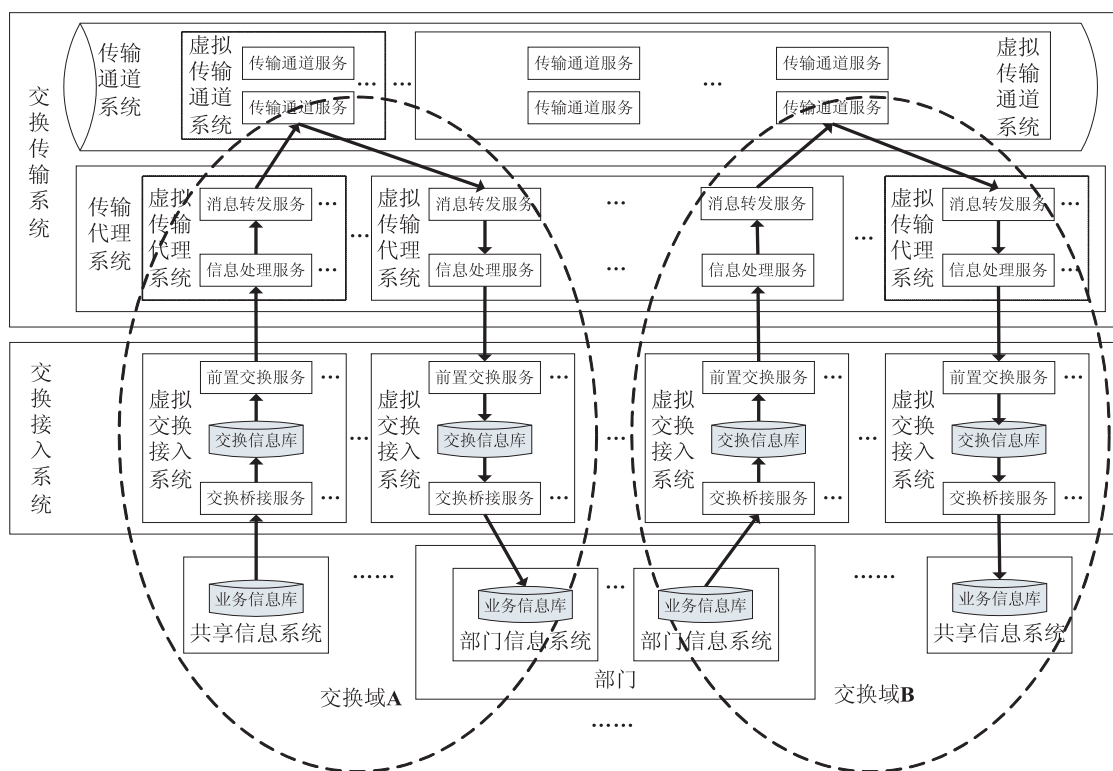 交换传输系统
传输通道系统
虚拟传输通道系统
传输通道服务
…
传输通道服务
…
传输通道服务
…
传输通道服务
传输通道服务
传输通道服务
虚拟传输通道系统
传输代理系统
虚拟传输代理系统
消息转发服务 …
信息处理服务 …
…
虚拟传输代理系统
消息转发服务 … 消息转发服务
信息处理服务 … 信息处理服务
…
虚拟传输代理系统
消息转发服务 …
信息处理服务 …
交换接入系统
虚拟交换接入系统
前置交换服务 …
交换信息库
交换桥接服务 …
…
虚拟交换接入系统
前置交换服务 …
交换信息库
交换桥接服务 …
…
虚拟交换接入系统
前置交换服务 …
交换信息库
交换桥接服务 …
…
虚拟交换接入系统
前置交换服务 …
交换信息库
交换桥接服务 …
业务信息库
共享信息系统
……
业务信息库
部门信息系统
…
业务信息库
部门信息系统
部门
……
业务信息库
共享信息系统
交换域A
交换域B
……